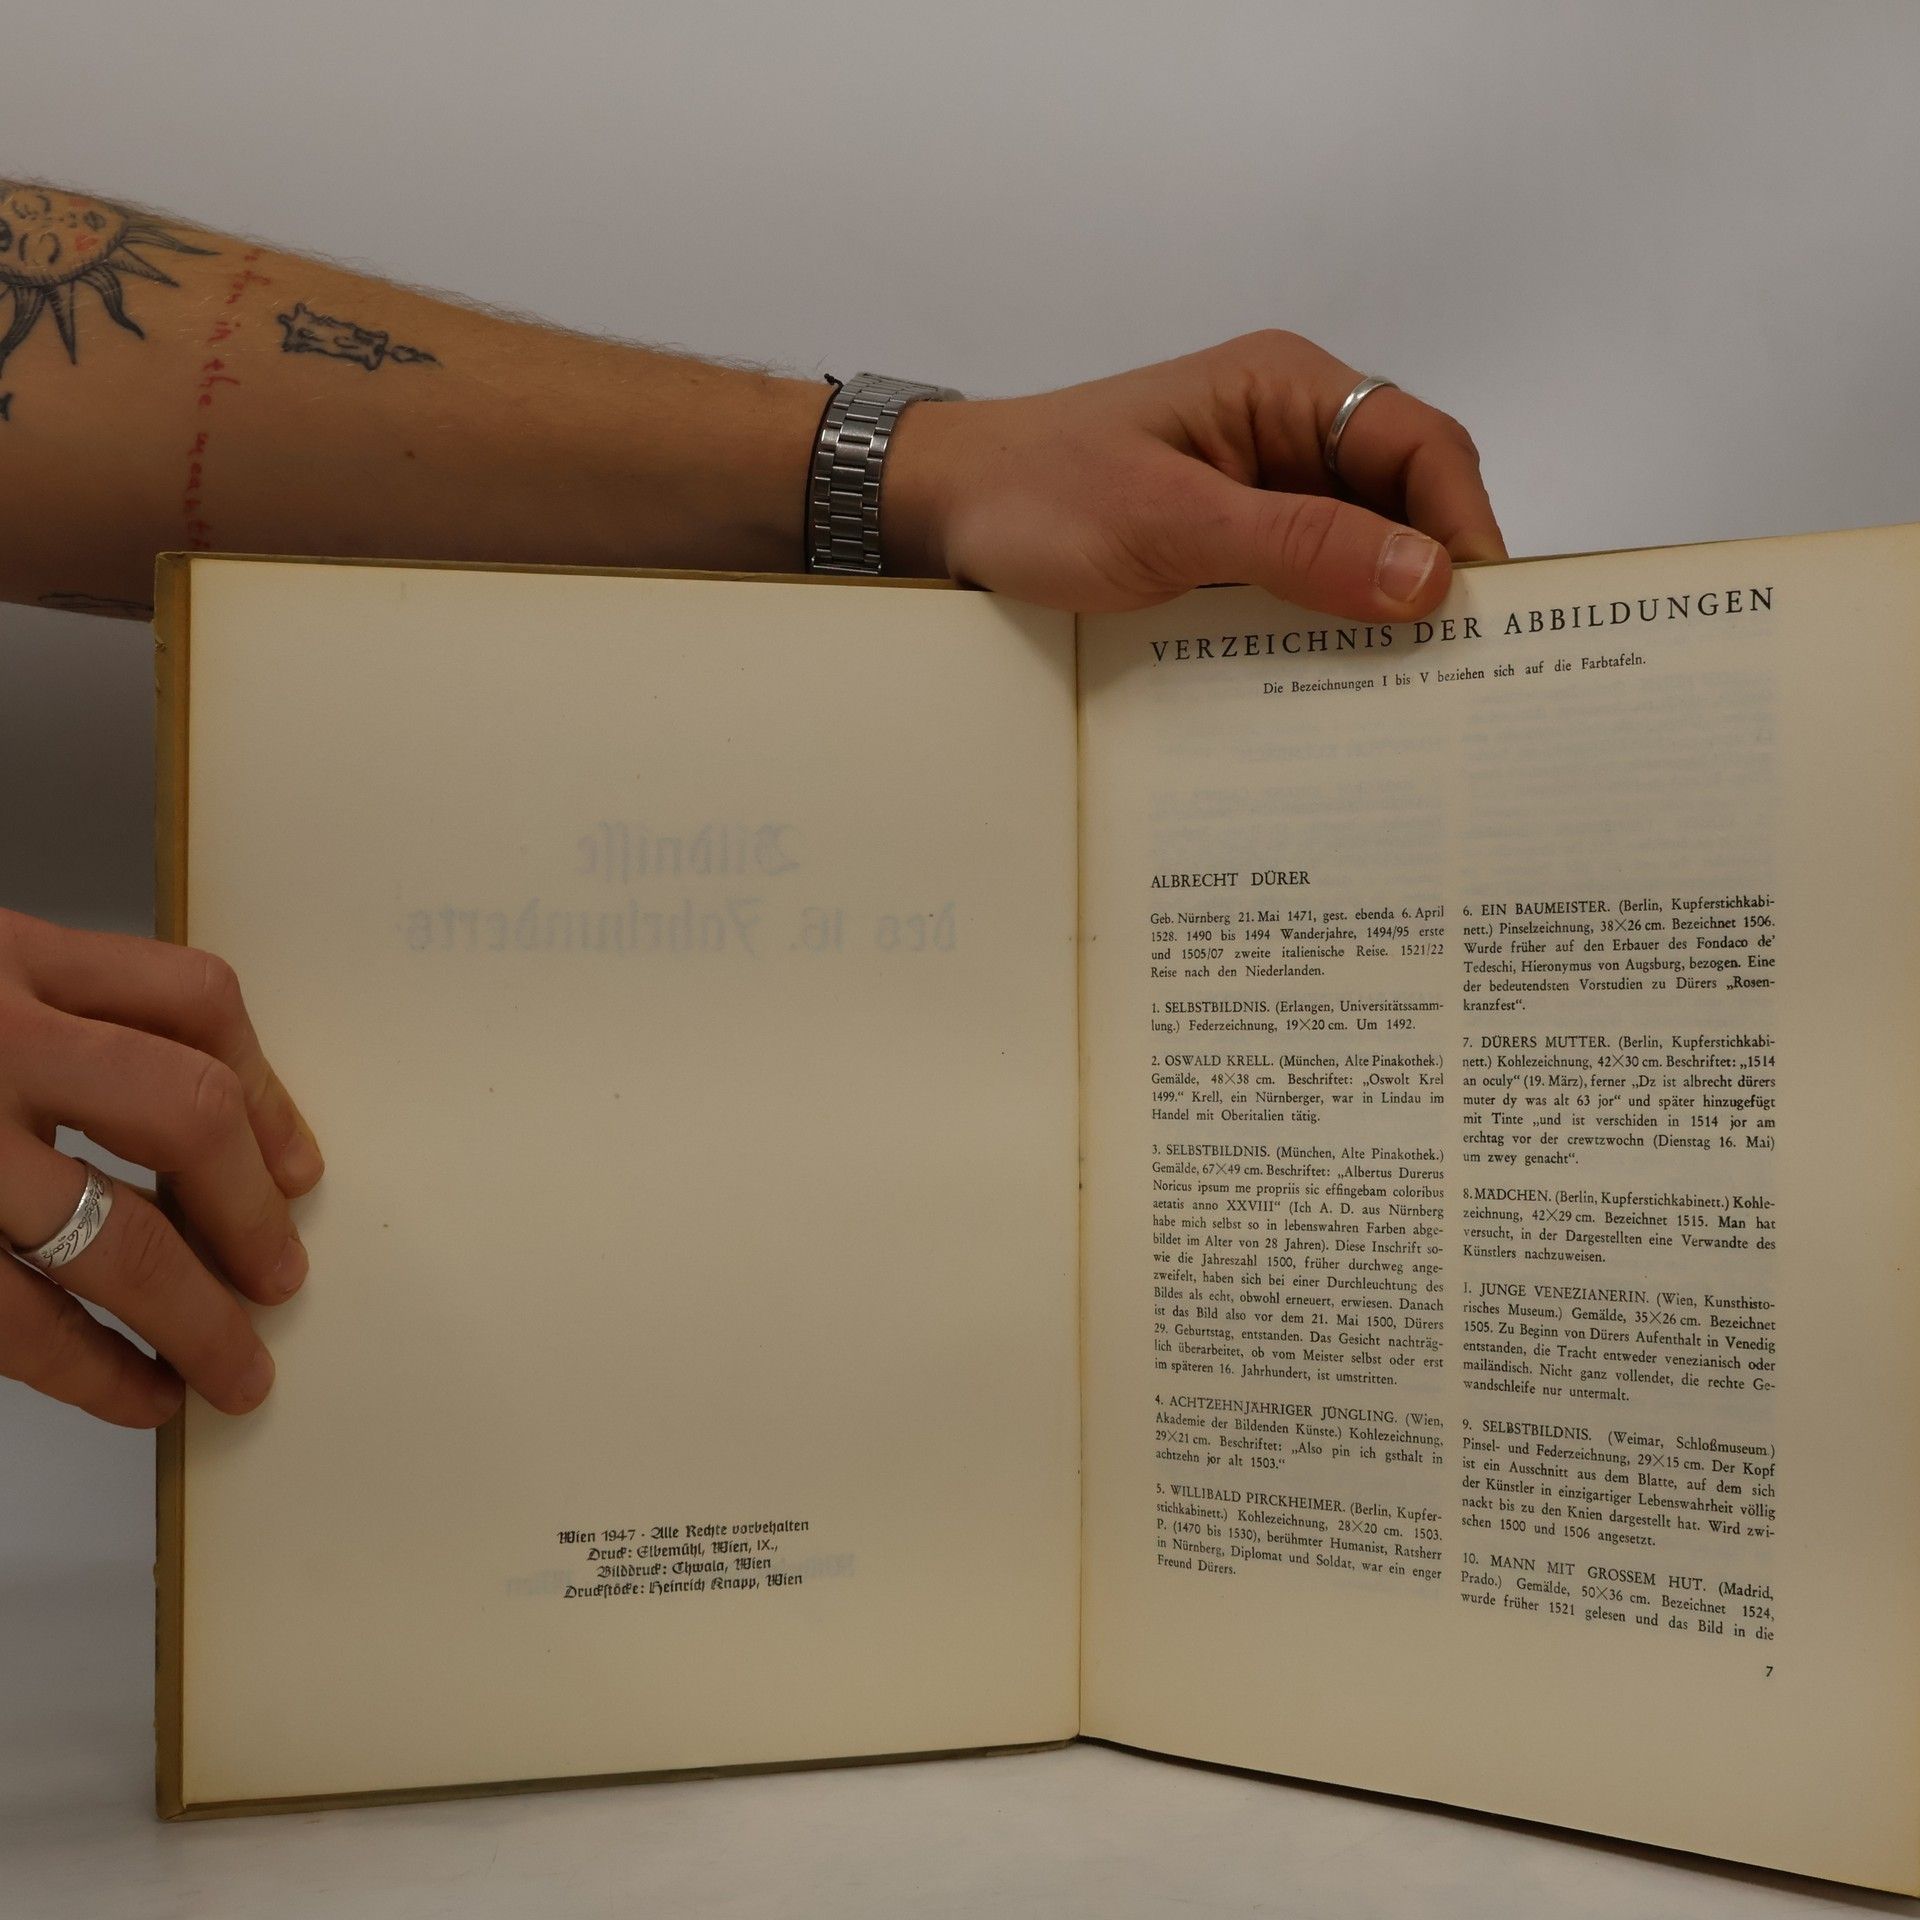 in the
Bildnisse
des 16. Jahrhunderts
Wien 1947 · Alle Rechte vorbehalten
Druck: Elbemühl, Wien, IX.,
Bilddruck: Chwala, Wien
Druckstöcke: Heinrich Knapp, Wien
VERZEICHNIS DER ABBILDUNGEN
Die Bezeichnungen I bis V beziehen sich auf die Farbtafeln.
ALBRECHT DÜRER
Geb. Nürnberg 21. Mai 1471, gest. ebenda 6. April
1528. 1490 bis 1494 Wanderjahre, 1494/95 erste
und 1505/07 zweite italienische Reise. 1521/22
Reise nach den Niederlanden.
1. SELBSTBILDNIS. (Erlangen, Universitätssamm-
lung.) Federzeichnung, 19×20 cm. Um 1492.
2. OSWALD KRELL. (München, Alte Pinakothek.)
Gemälde, 48×38 cm. Beschriftet: „Oswolt Krel
1499.“ Krell, ein Nürnberger, war in Lindau im
Handel mit Oberitalien tätig.
3. SELBSTBILDNIS. (München, Alte Pinakothek.)
Gemälde, 67×49 cm. Beschriftet: „Albertus Durerus
Noricus ipsum me propriis sic effingebam coloribus
aetatis anno XXVIII“ (Ich A. D. aus Nürnberg
habe mich selbst so in lebenswahren Farben abge-
bildet im Alter von 28 Jahren). Diese Inschrift so-
wie die Jahreszahl 1500, früher durchweg ange-
zweifelt, haben sich bei einer Durchleuchtung des
Bildes als echt, obwohl erneuert, erwiesen. Danach
ist das Bild also vor dem 21. Mai 1500, Dürers
29. Geburtstag, entstanden. Das Gesicht nachträg-
lich überarbeitet, ob vom Meister selbst oder erst
im späteren 16. Jahrhundert, ist umstritten.
4. ACHTZEHNJÄHRIGER JÜNGLING. (Wien,
Akademie der Bildenden Künste.) Kohlezeichnung,
29×21 cm. Beschriftet: „Also pin ich gsthalt in
achtzehn jor alt 1503.“
5. WILLIBALD PIRCKHEIMER. (Berlin, Kupfer-
stichkabinett.) Kohlezeichnung, 28×20 cm. 1503.
P. (1470 bis 1530), berühmter Humanist, Ratsherr
in Nürnberg, Diplomat und Soldat, war ein enger
Freund Dürers.
6. EIN BAUMEISTER. (Berlin, Kupferstichkabi-
nett.) Pinselzeichnung, 38×26 cm. Bezeichnet 1506.
Wurde früher auf den Erbauer des Fondaco de'
Tedeschi, Hieronymus von Augsburg, bezogen. Eine
der bedeutendsten Vorstudien zu Dürers „Rosen-
kranzfest“.
7. DÜRERS MUTTER. (Berlin, Kupferstichkabi-
nett.) Kohlezeichnung, 42×30 cm. Beschriftet: „1514
an oculy“ (19. März), ferner „Dz ist albrecht dürers
muter dy was alt 63 jor“ und später hinzugefügt
mit Tinte „und ist verschiden in 1514 jor am
erchtag vor der crewtzwochn (Dienstag 16. Mai)
um zwey genacht“.
8. MÄDCHEN. (Berlin, Kupferstichkabinett.) Kohle-
zeichnung, 42×29 cm. Bezeichnet 1515. Man hat
versucht, in der Dargestellten eine Verwandte des
Künstlers nachzuweisen.
I. JUNGE VENEZIANERIN. (Wien, Kunsthisto-
risches Museum.) Gemälde, 35×26 cm. Bezeichnet
1505. Zu Beginn von Dürers Aufenthalt in Venedig
entstanden, die Tracht entweder venezianisch oder
mailändisch. Nicht ganz vollendet, die rechte Ge-
wandschleife nur untermalt.
9. SELBSTBILDNIS. (Weimar, Schloßmuseum.)
Pinsel- und Federzeichnung, 29×15 cm. Der Kopf
ist ein Ausschnitt aus dem Blatte, auf dem sich
der Künstler in einzigartiger Lebenswahrheit völlig
nackt bis zu den Knien dargestellt hat. Wird zwi-
schen 1500 und 1506 angesetzt.
10. MANN MIT GROSSEM HUT. (Madrid,
Prado.) Gemälde, 50×36 cm. Bezeichnet 1524,
wurde früher 1521 gelesen und das Bild in die
7